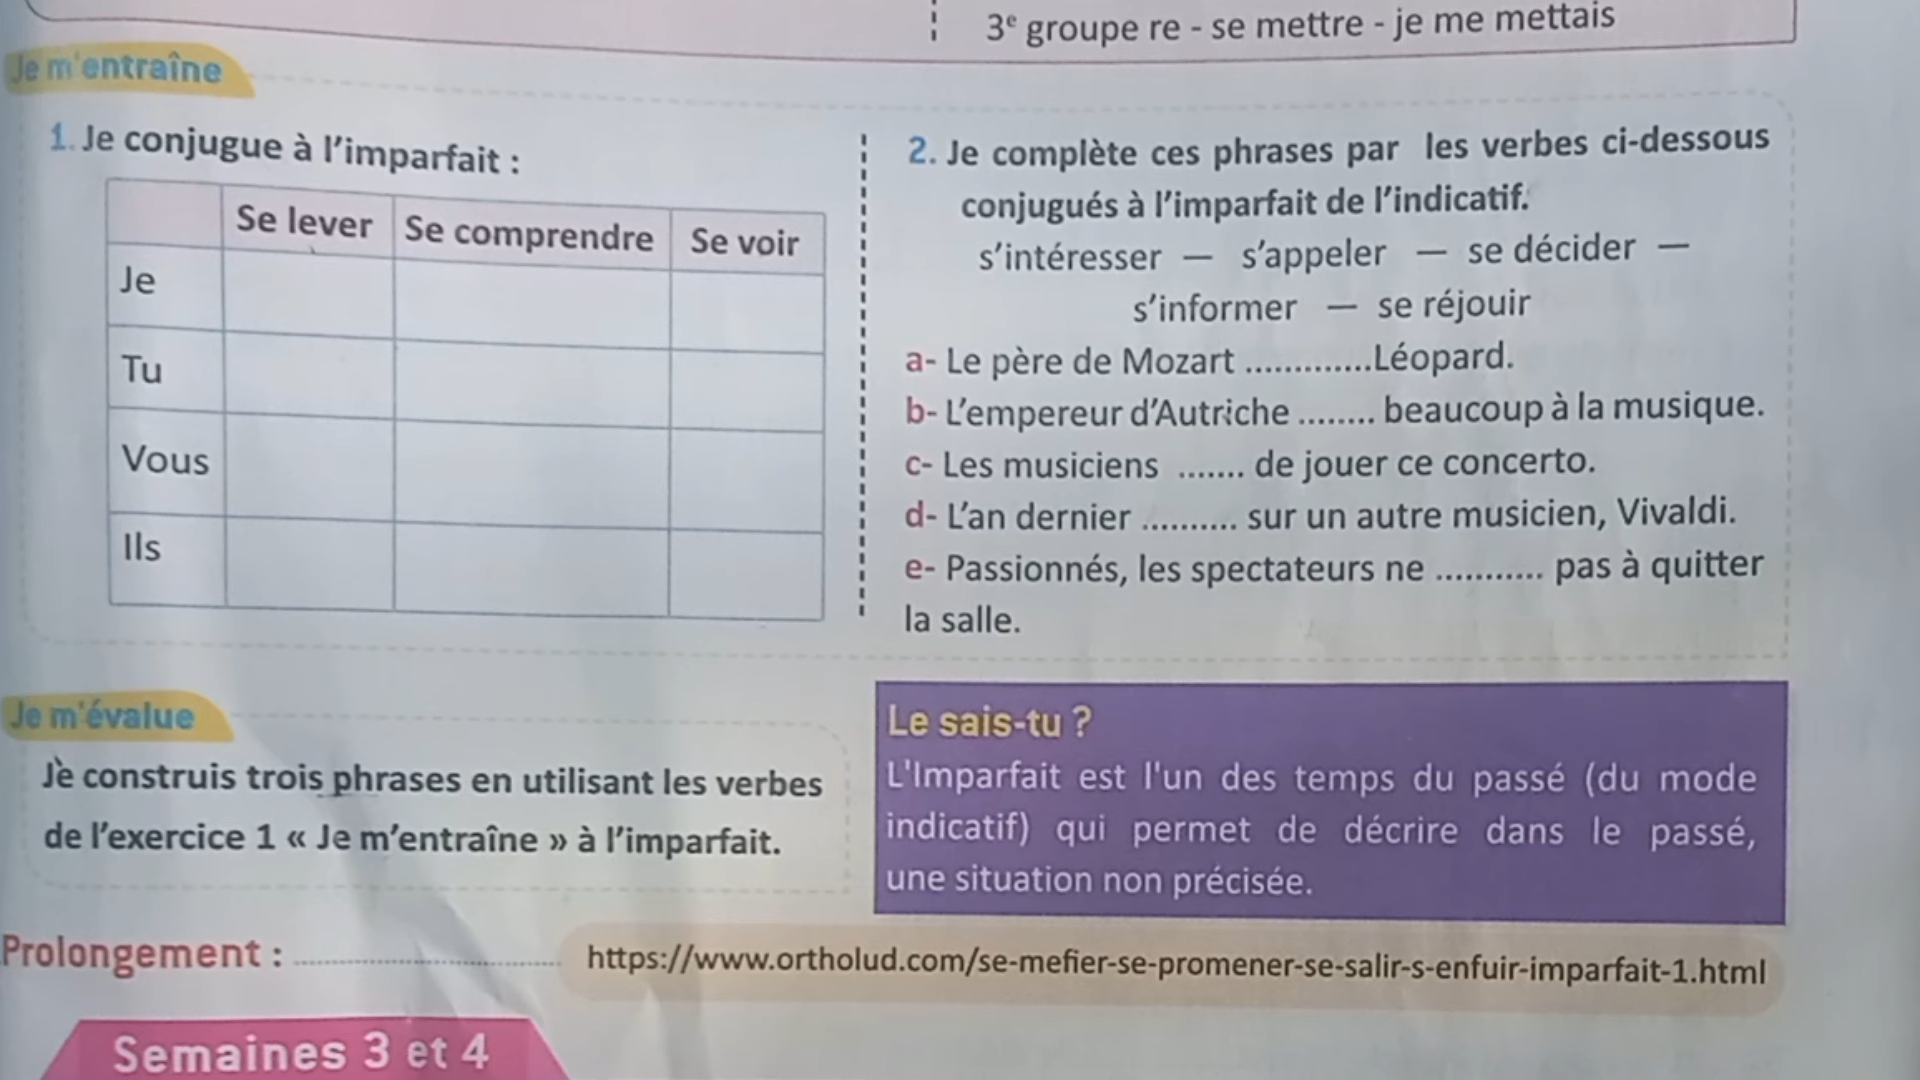 3e groupe re - se mettre - je me mettais
Je m'entraîne
1. Je conjugue à l'imparfait :
Se lever Se comprendre Se voir
Je
Tu
Vous
Ils
2. Je complète ces phrases par les verbes ci-dessous
conjugués à l'imparfait de l'indicatif.
s'intéresser — s'appeler — se décider —
s'informer — se réjouir
a- Le père de Mozart .............Léopard.
b- L'empereur d'Autriche ........ beaucoup à la musique.
c- Les musiciens ....... de jouer ce concerto.
d- L'an dernier .......... sur un autre musicien, Vivaldi.
e- Passionnés, les spectateurs ne ........... pas à quitter
la salle.
Je m'évalue
Je construis trois phrases en utilisant les verbes
de l'exercice 1 « Je m'entraîne » à l'imparfait.
Le sais-tu ?
L'Imparfait est l'un des temps du passé (du mode
indicatif) qui permet de décrire dans le passé,
une situation non précisée.
Prolongement : ........................... https://www.ortholud.com/se-mefier-se-promener-se-salir-s-enfuir-imparfait-1.html
Semaines 3 et 4